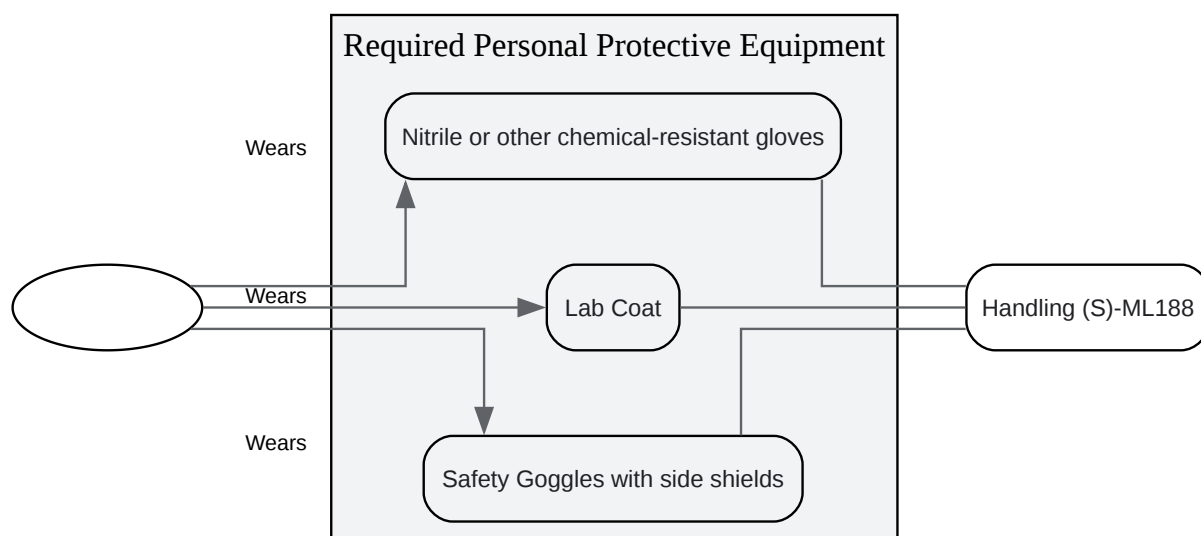 Required Personal Protective Equipment
Wears
Nitrile or other chemical-resistant gloves
Wears
Lab Coat
Handling (S)-ML188
Wears
Safety Goggles with side shields